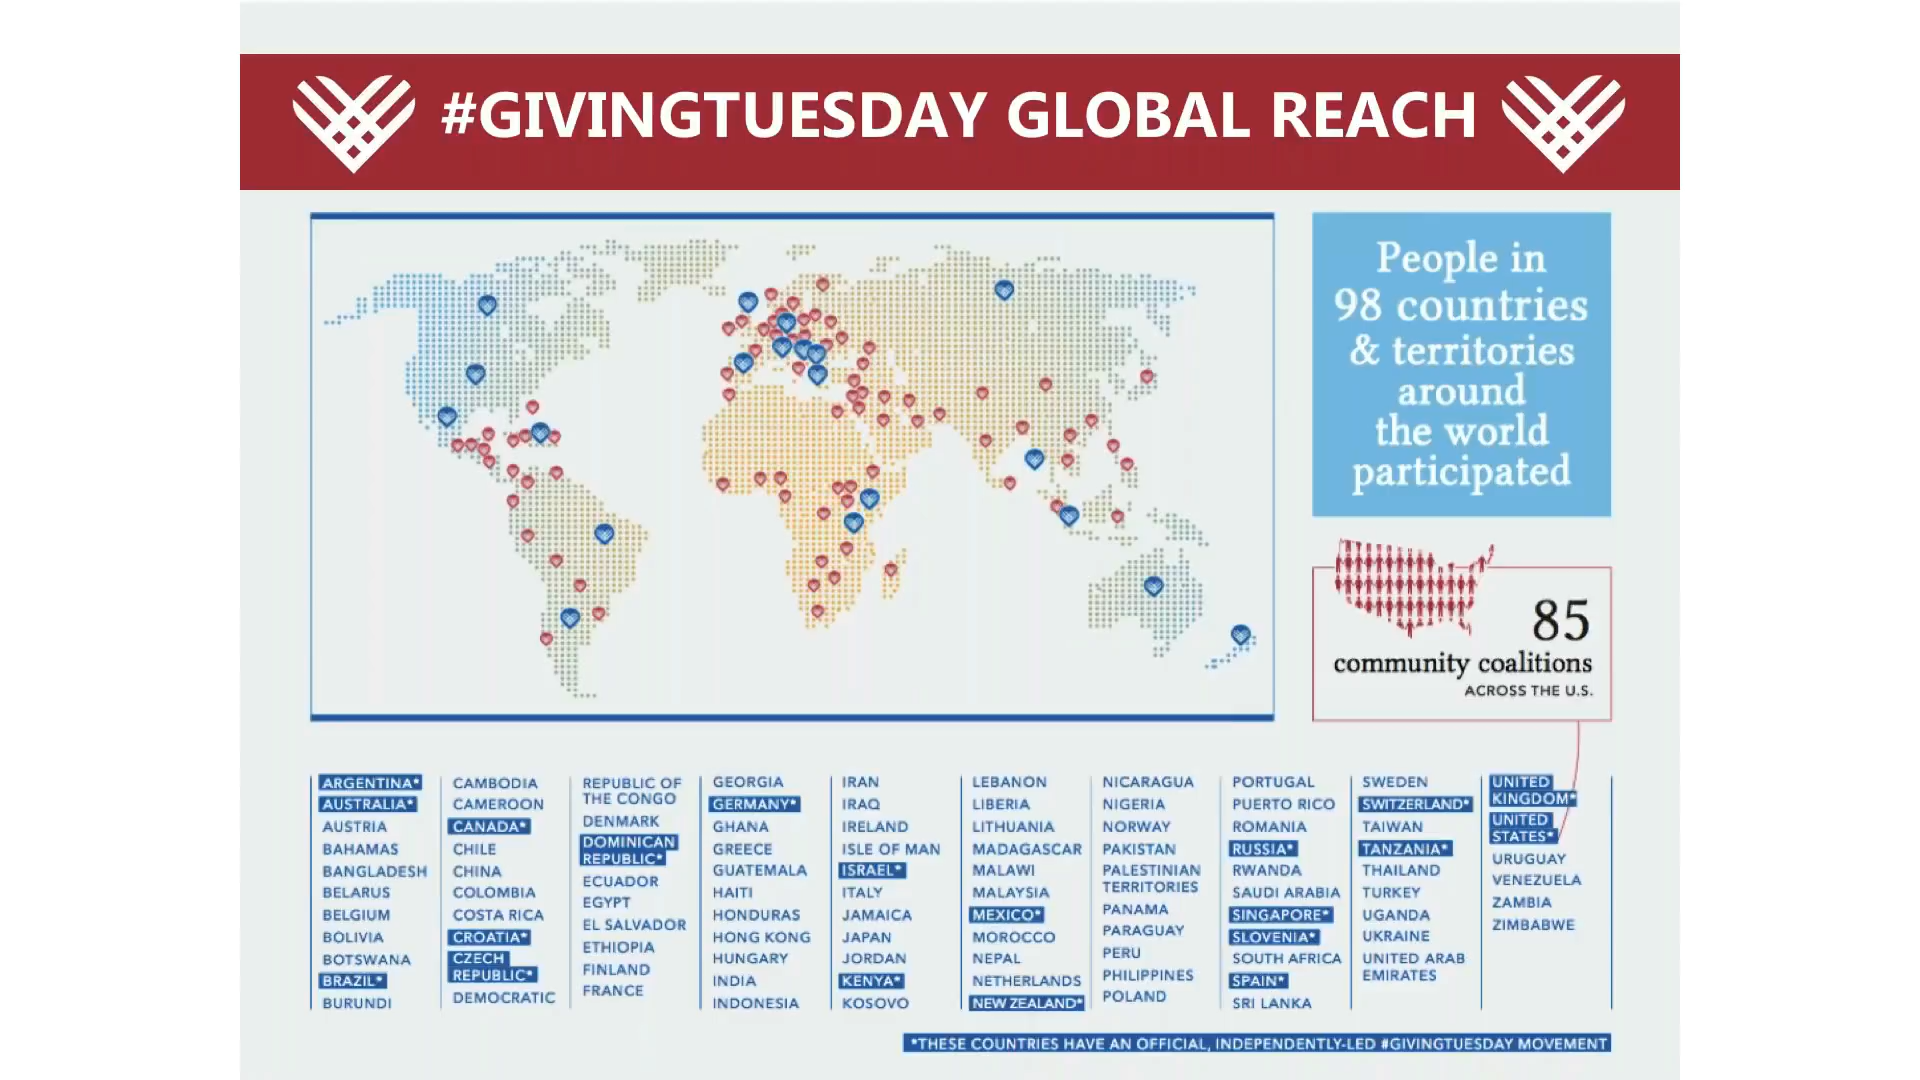 #GIVINGTUESDAY GLOBAL REACH
People in
98 countries
& territories
around
the world
participated
85
community coalitions
ACROSS THE U.S.
ARGENTINA*
AUSTRALIA*
AUSTRIA
BAHAMAS
BANGLADESH
BELARUS
BELGIUM
BOLIVIA
BOTSWANA
BRAZIL*
BURUNDI
CAMBODIA
CAMEROON
CANADA*
CHILE
CHINA
COLOMBIA
COSTA RICA
CROATIA*
CZECH
REPUBLIC*
DEMOCRATIC
REPUBLIC OF
THE CONGO
DENMARK
DOMINICAN
REPUBLIC*
ECUADOR
EGYPT
EL SALVADOR
ETHIOPIA
FINLAND
FRANCE
GEORGIA
GERMANY*
GHANA
GREECE
GUATEMALA
HAITI
HONDURAS
HONG KONG
HUNGARY
INDIA
INDONESIA
IRAN
IRAQ
IRELAND
ISLE OF MAN
ISRAEL*
ITALY
JAMAICA
JAPAN
JORDAN
KENYA*
KOSOVO
LEBANON
LIBERIA
LITHUANIA
MADAGASCAR
MALAWI
MALAYSIA
MEXICO*
MOROCCO
NEPAL
NETHERLANDS
NEW ZEALAND*
NICARAGUA
NIGERIA
NORWAY
PAKISTAN
PALESTINIAN
TERRITORIES
PANAMA
PARAGUAY
PERU
PHILIPPINES
POLAND
PORTUGAL
PUERTO RICO
ROMANIA
RUSSIA*
RWANDA
SAUDI ARABIA
SINGAPORE*
SLOVENIA*
SOUTH AFRICA
SPAIN*
SRI LANKA
SWEDEN
SWITZERLAND*
TAIWAN
TANZANIA*
THAILAND
TURKEY
UGANDA
UKRAINE
UNITED ARAB
EMIRATES
UNITED
KINGDOM*
UNITED
STATES*
URUGUAY
VENEZUELA
ZAMBIA
ZIMBABWE
*THESE COUNTRIES HAVE AN OFFICIAL, INDEPENDENTLY-LED #GIVINGTUESDAY MOVEMENT